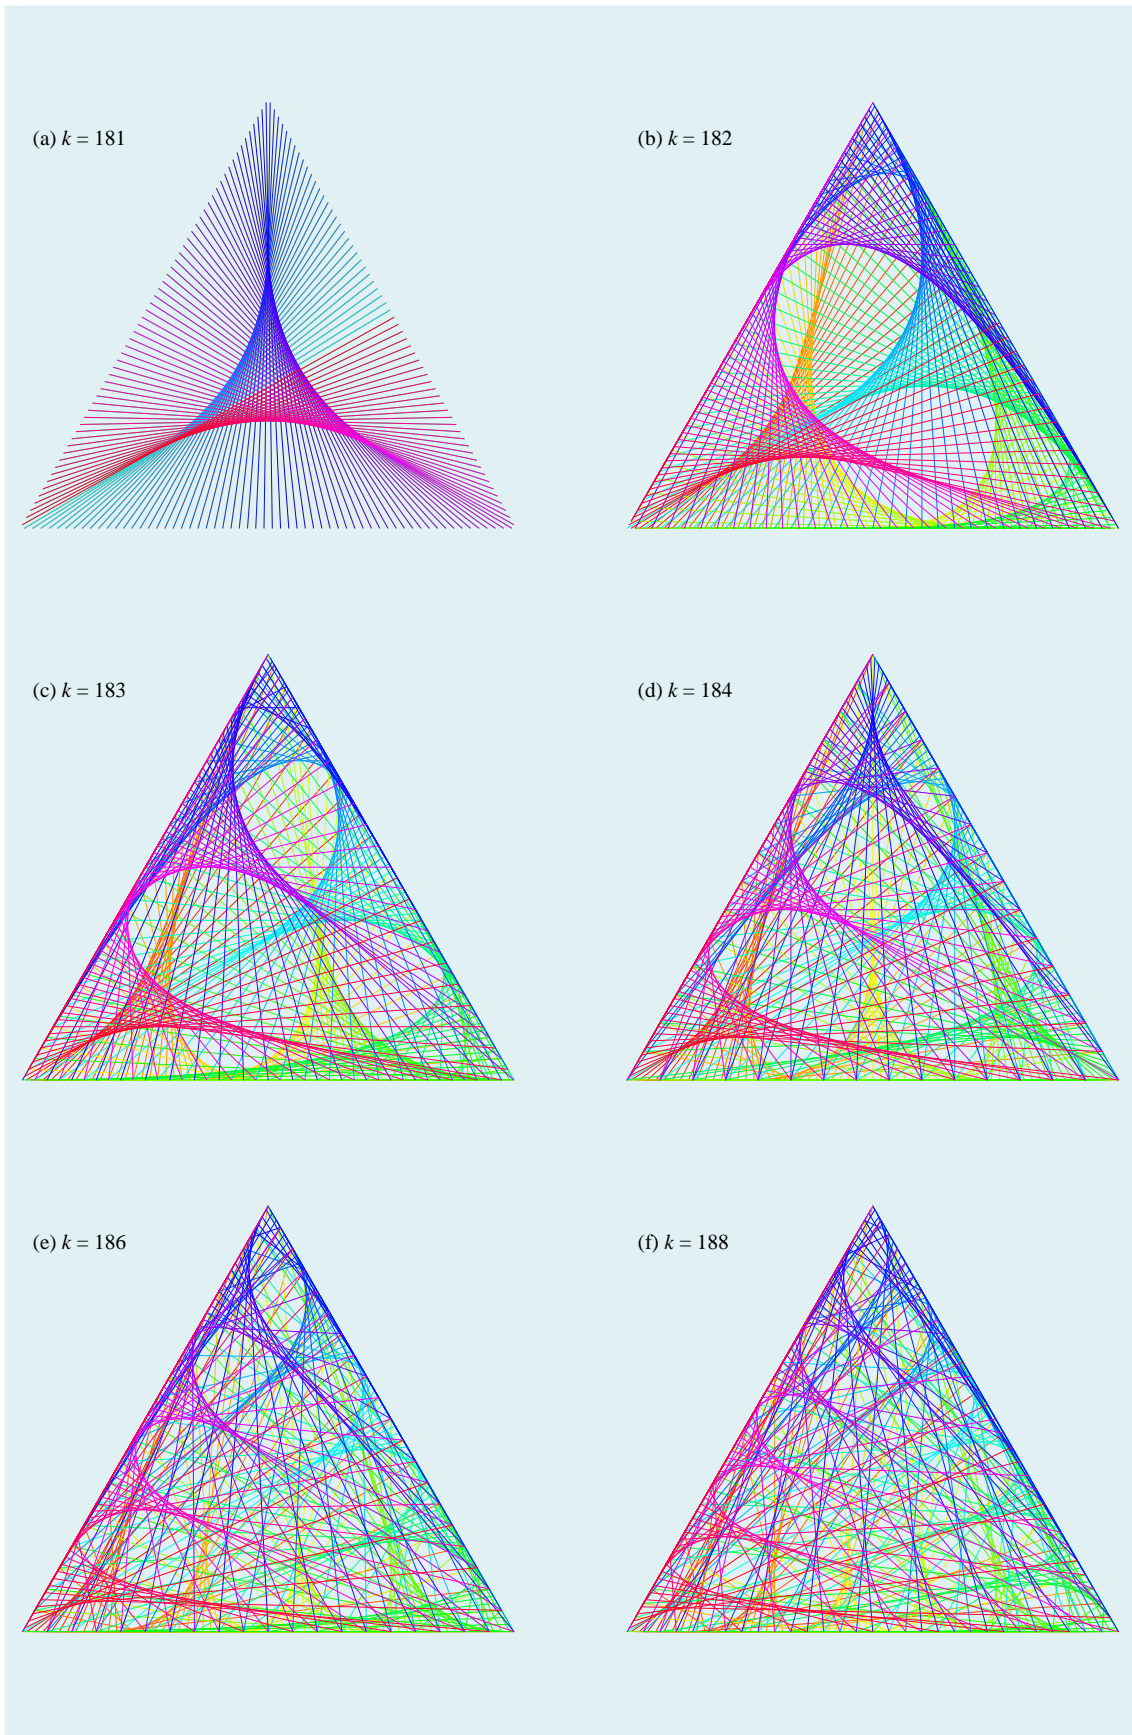 (a) k = 181
(b) k = 182
(c) k = 183
(d) k = 184
(e) k = 186
(f) k = 188